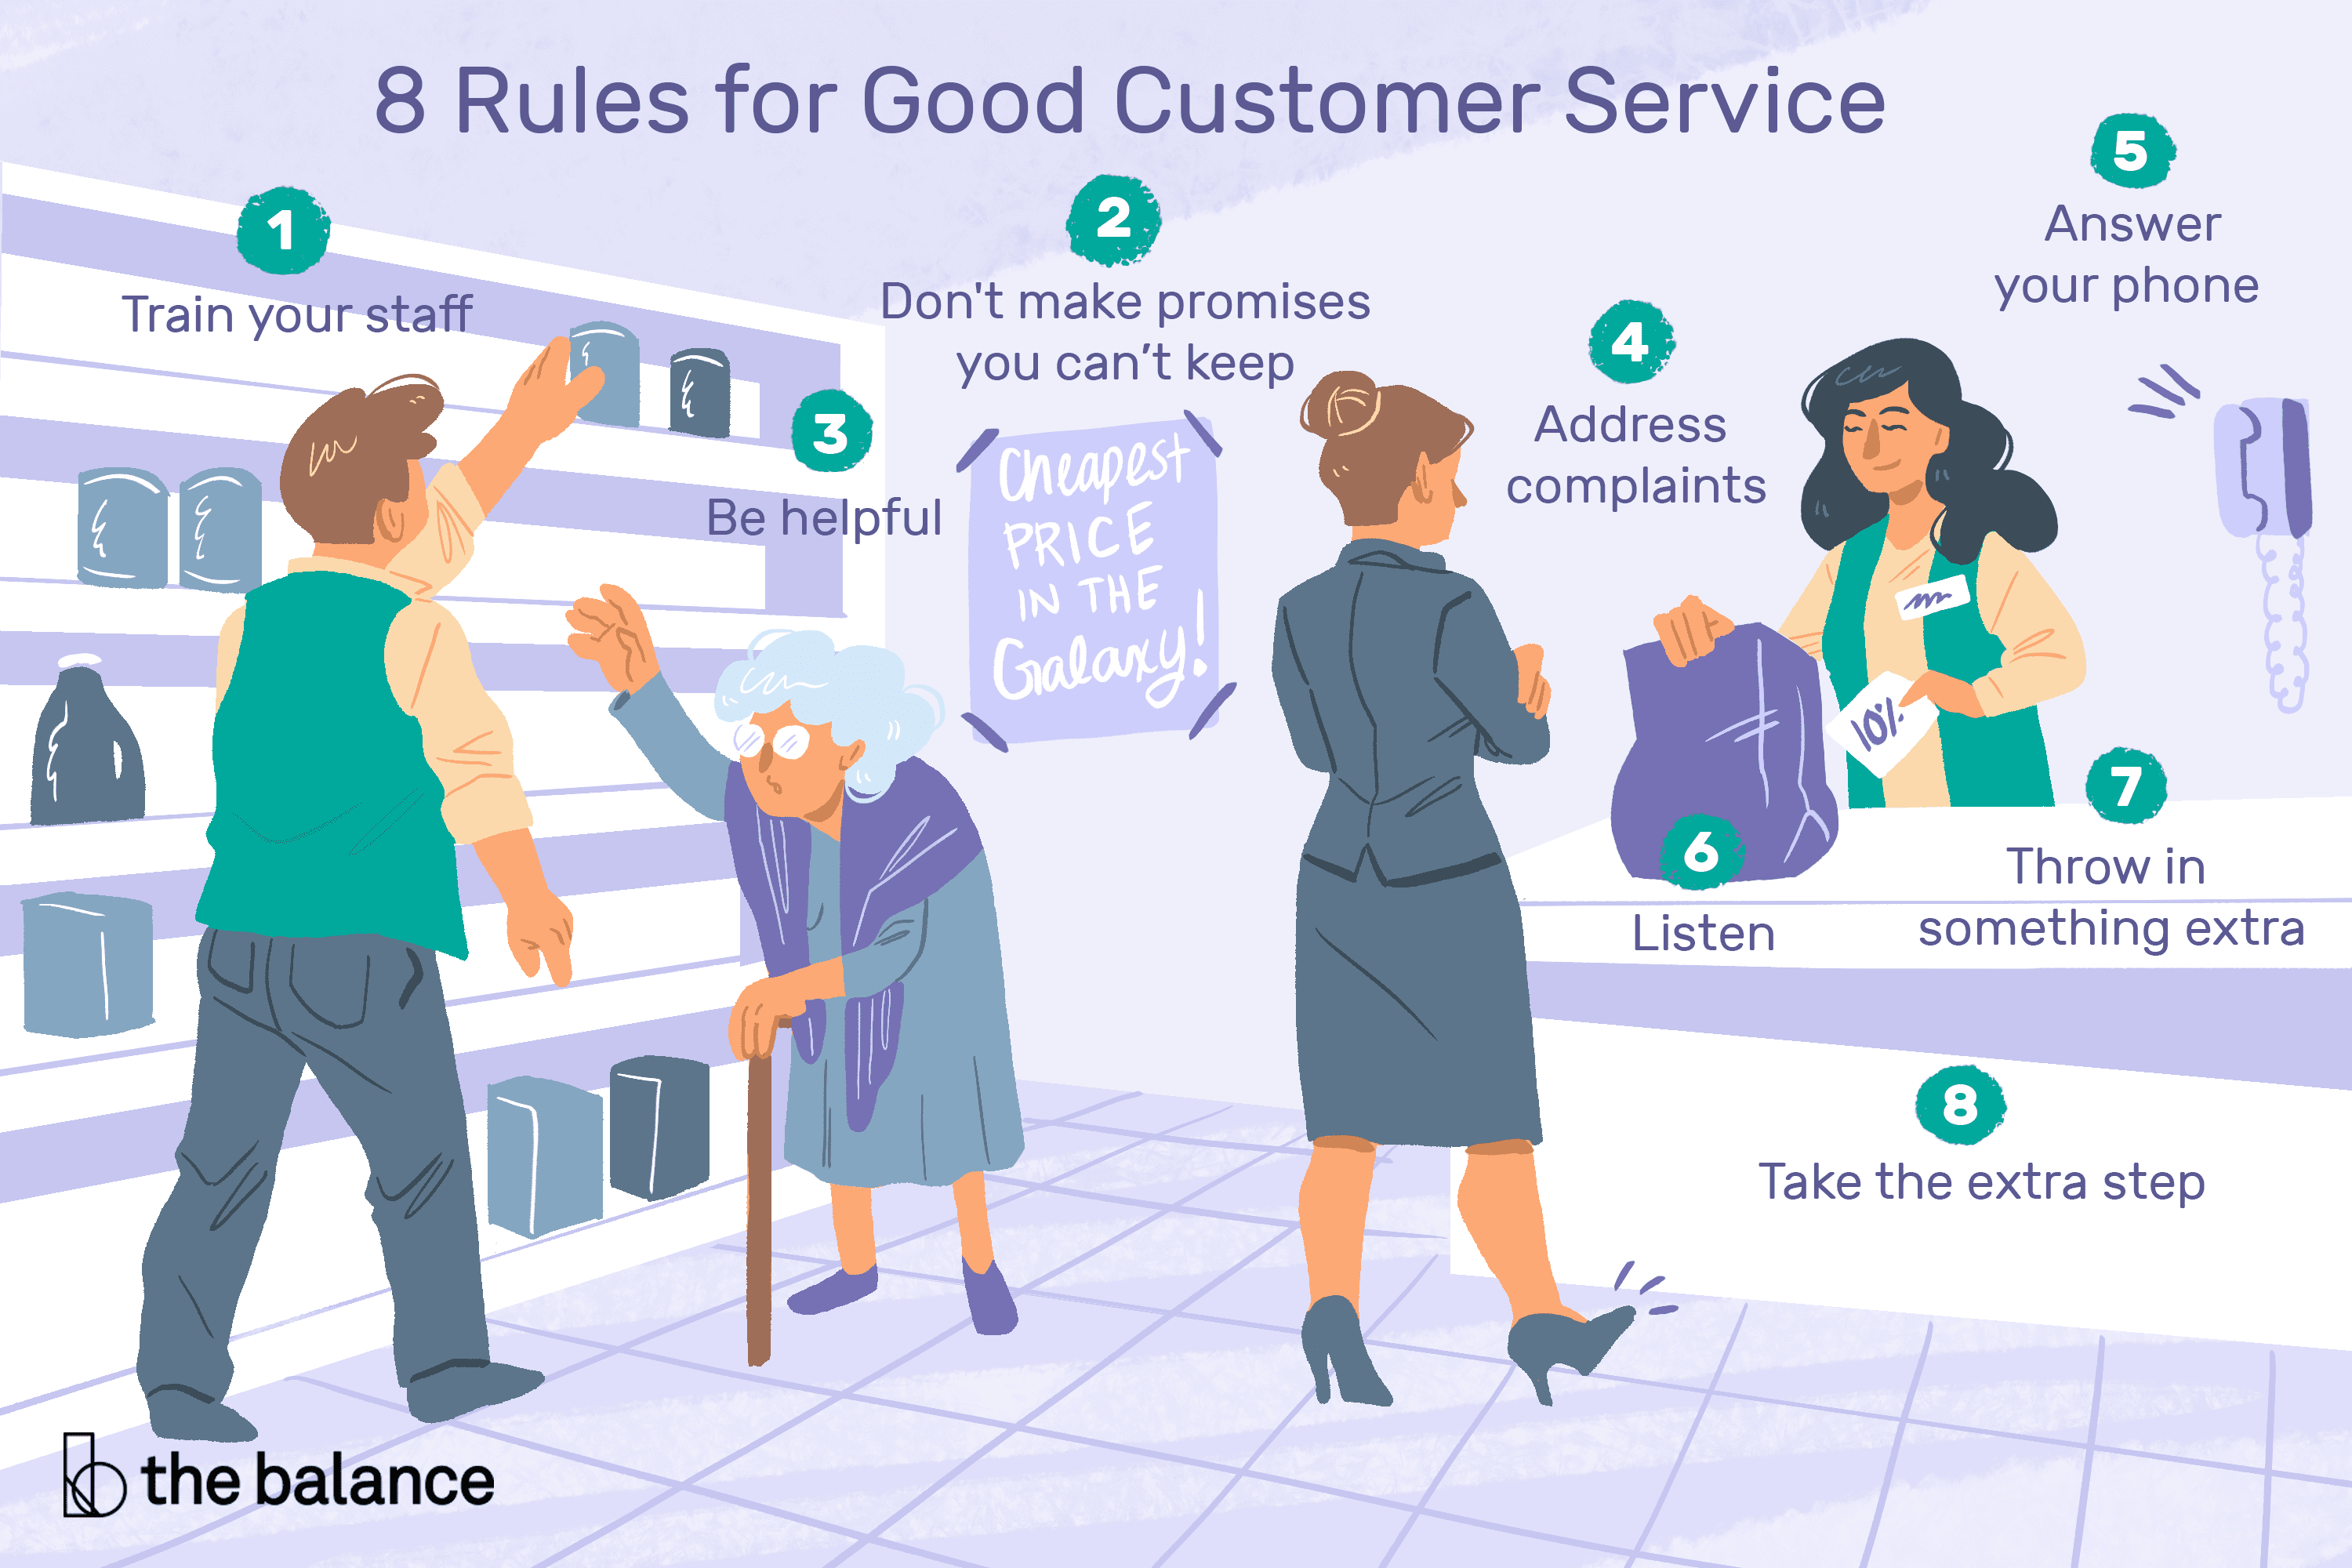 8 Rules for Good Customer Service
1
Train your staff
2
Don't make promises
you can’t keep
3
Be helpful
Cheapest
PRICE
IN THE
Galaxy!
4
Address
complaints
5
Answer
your phone
10%
6
Listen
7
Throw in
something extra
8
Take the extra step
the balance